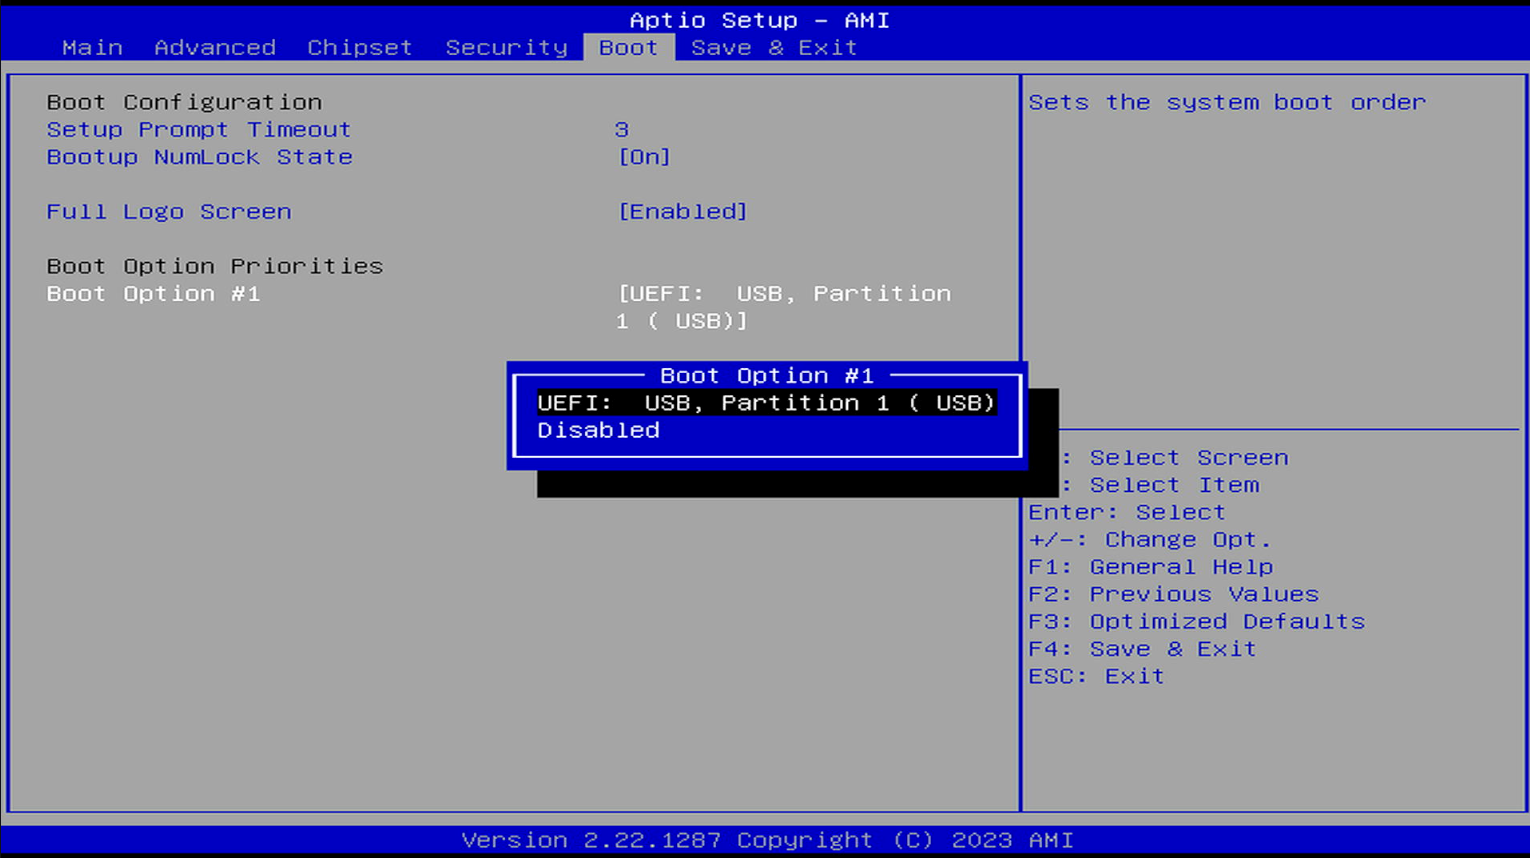 Aptio Setup – AMI
Main Advanced Chipset Security Boot Save & Exit
Boot Configuration
Setup Prompt Timeout 3
Bootup NumLock State [On]
Full Logo Screen [Enabled]
Boot Option Priorities
Boot Option #1 [UEFI: USB, Partition
1 ( USB)]
Boot Option #1
UEFI: USB, Partition 1 ( USB)
Disabled
Sets the system boot order
: Select Screen
: Select Item
Enter: Select
+/-: Change Opt.
F1: General Help
F2: Previous Values
F3: Optimized Defaults
F4: Save & Exit
ESC: Exit
Version 2.22.1287 Copyright (C) 2023 AMI